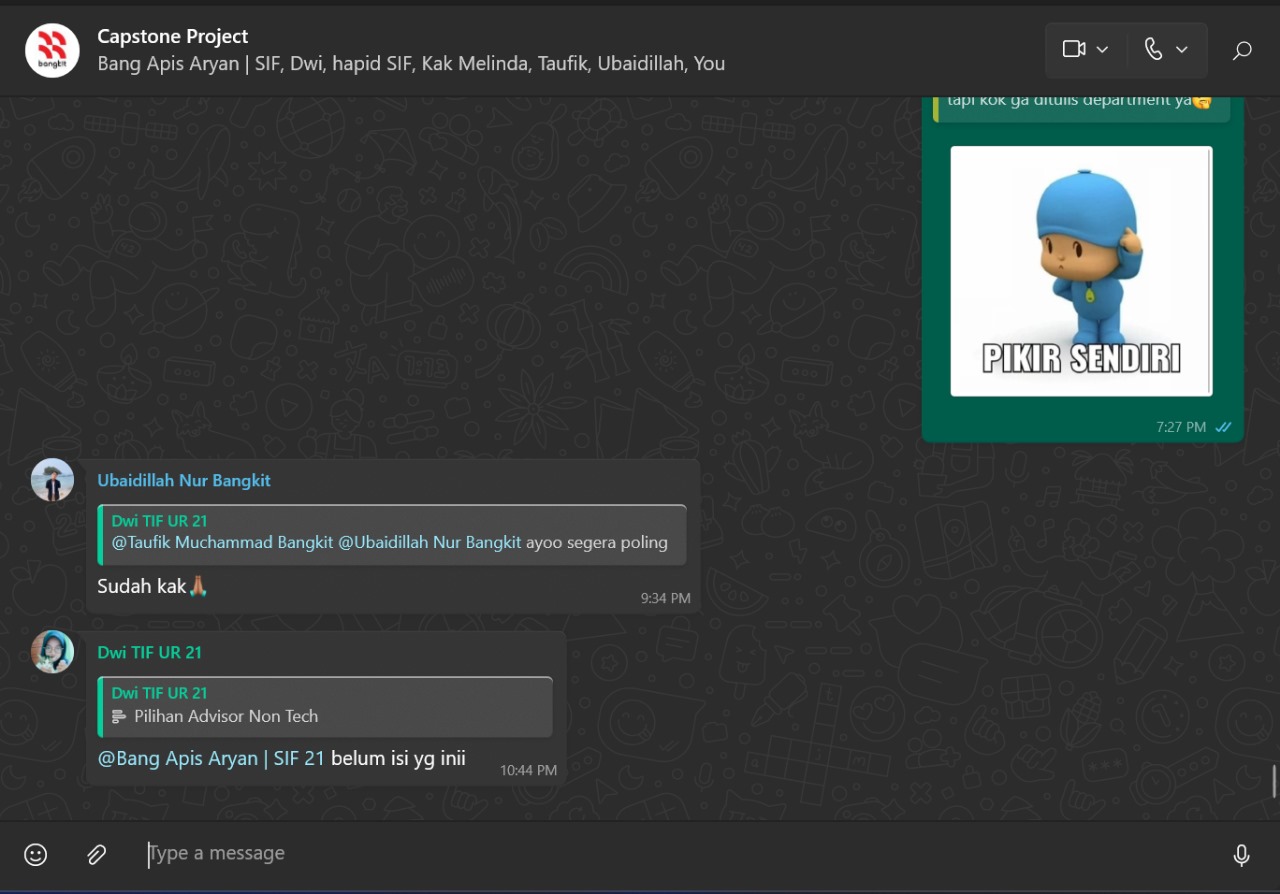 bangkit
Capstone Project
Bang Apis Aryan | SIF, Dwi, hapid SIF, Kak Melinda, Taufik, Ubaidillah, You
tapi kok ga ditulis department ya🤔
PIKIR SENDIRI
7:27 PM
Ubaidillah Nur Bangkit
Dwi TIF UR 21
@Taufik Muchammad Bangkit @Ubaidillah Nur Bangkit ayoo segera poling
Sudah kak🙏🏽
9:34 PM
Dwi TIF UR 21
Dwi TIF UR 21
Pilihan Advisor Non Tech
@Bang Apis Aryan | SIF 21 belum isi yg inii
10:44 PM
Type a message